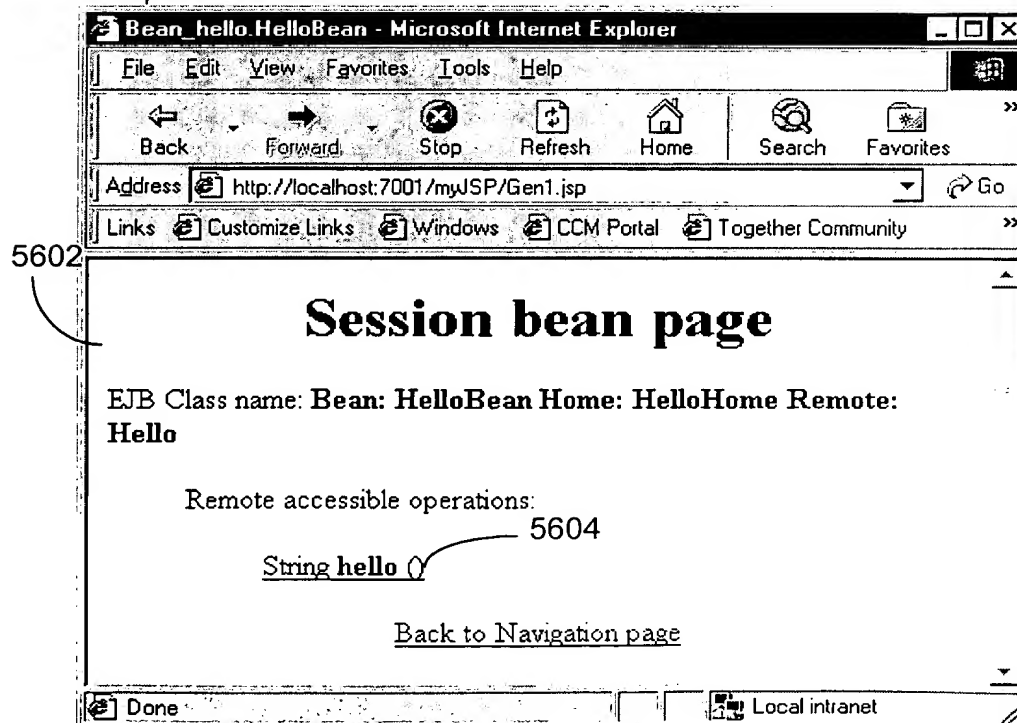 Bean_hello.HelloBean - Microsoft Internet Explorer
File Edit View Favorites Tools Help
Back Forward Stop Refresh Home Search Favorites »
Address http://localhost:7001/myJSP/Gen1.jsp Go
Links Customize Links Windows CCM Portal Together Community »
5602
Session bean page
EJB Class name: Bean: HelloBean Home: HelloHome Remote:
Hello
Remote accessible operations:
5604
String hello ()
Back to Navigation page
Done Local intranet